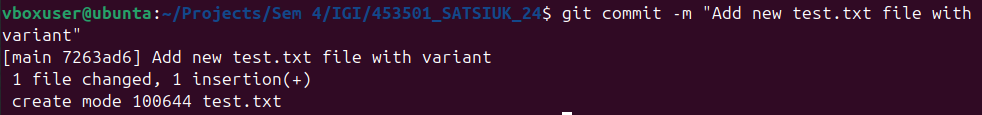 vboxuser@ubunta:~/Projects/Sem 4/IGI/453501_SATSIUK_24$ git commit -m "Add new test.txt file with
variant"
[main 7263ad6] Add new test.txt file with variant
 1 file changed, 1 insertion(+)
 create mode 100644 test.txt